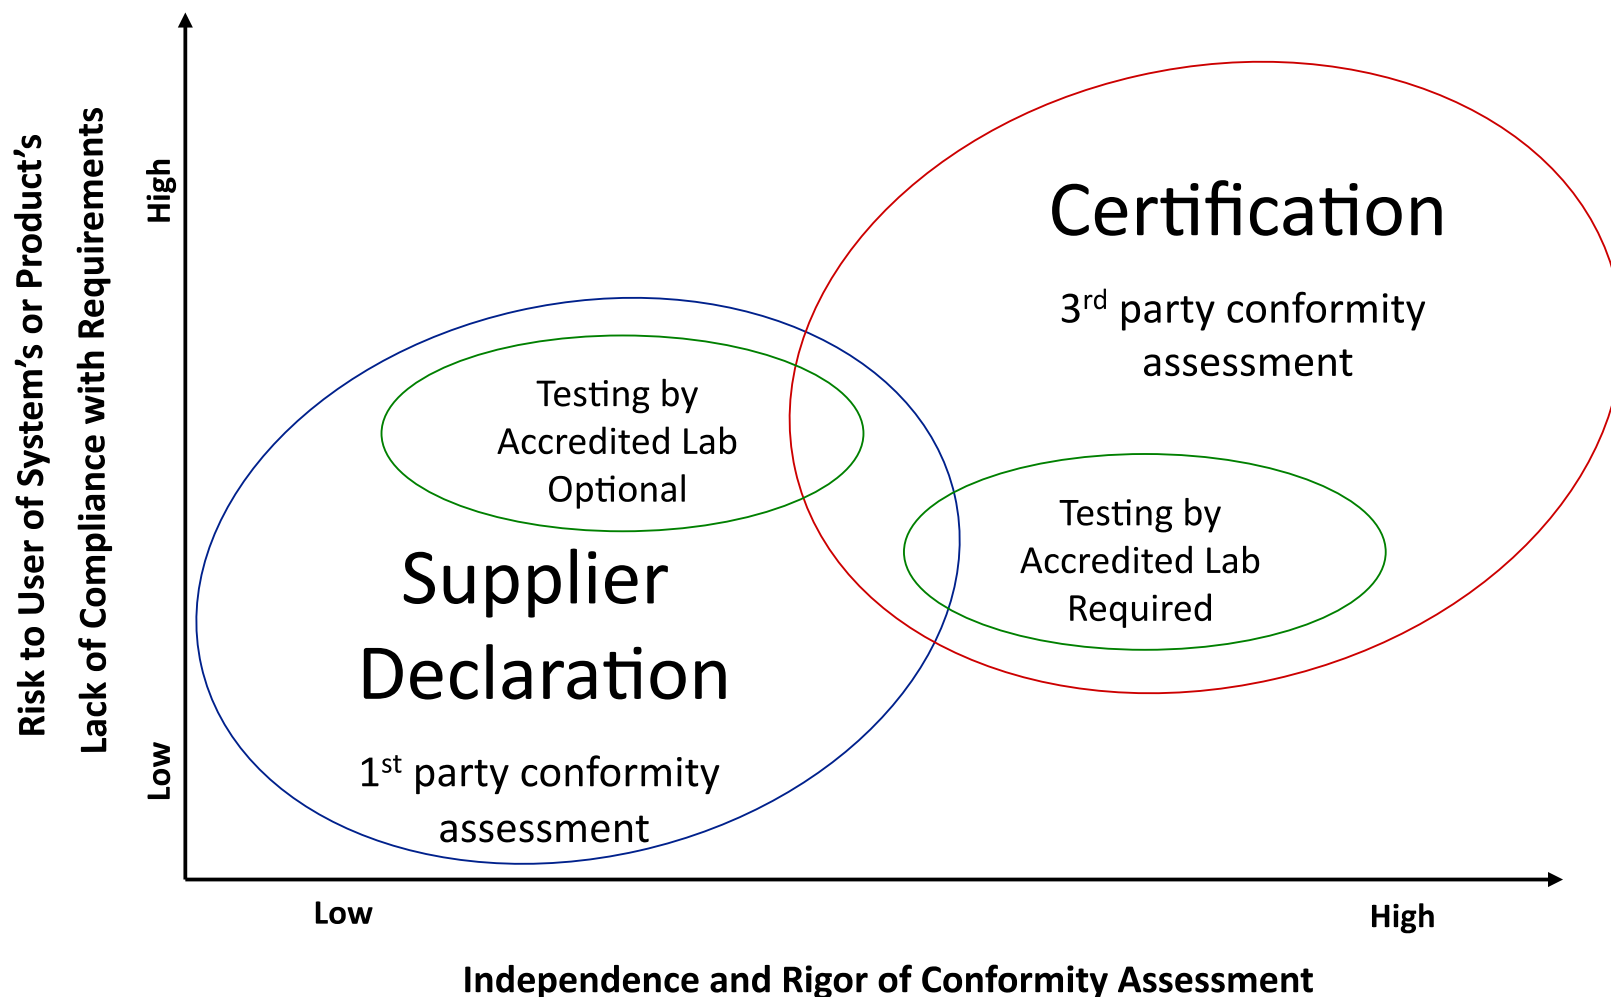 Risk to User of System’s or Product’s
Lack of Compliance with Requirements
High
Low
Certification
3rd party conformity
assessment
Testing by
Accredited Lab
Optional
Testing by
Accredited Lab
Required
Supplier
Declaration
1st party conformity
assessment
Low
High
Independence and Rigor of Conformity Assessment